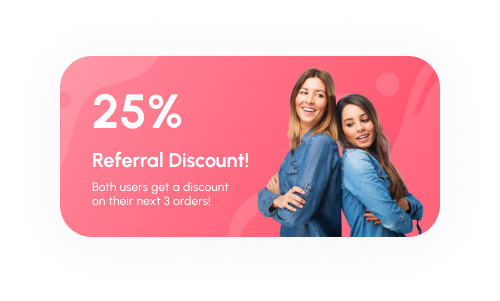 25%
Referral Discount!
Both users get a discount
on their next 3 orders!